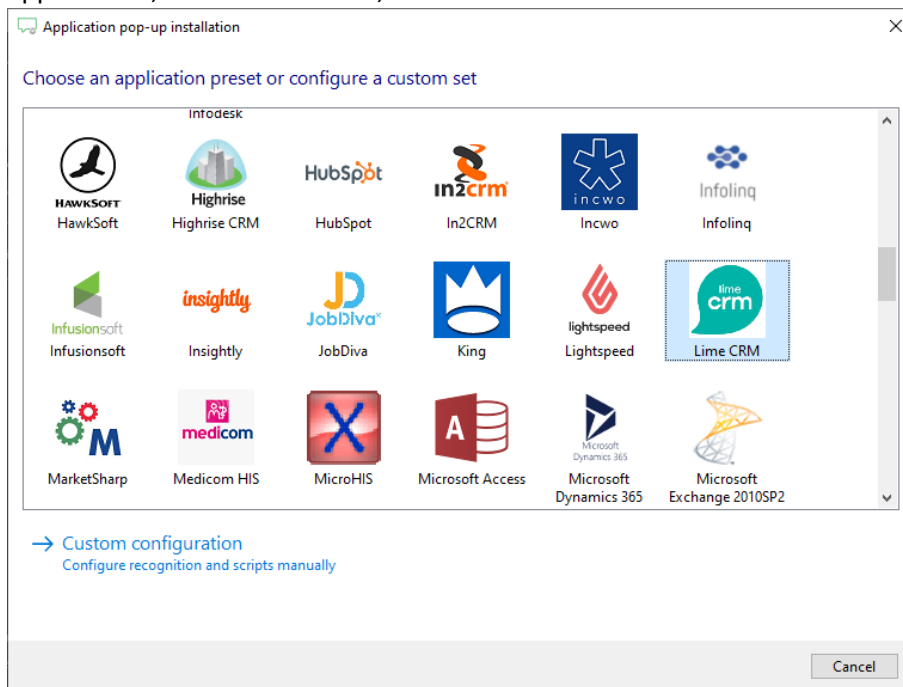 Application pop-up installation
Choose an application preset or configure a custom set
Infodesk
HAWKSOFT
Highrise
HubSpot
In2crm
incwo
Infolinq
HawkSoft
Highrise CRM
HubSpot
In2CRM
Incwo
Infolinq
Infusionsoft
insightly
JD
JobDiva
lightspeed
lime
crm
Infusionsoft
Insightly
JobDiva
King
Lightspeed
Lime CRM
M
medicom
X
A
Microsoft
Dynamics 365
MarketSharp
Medicom HIS
MicroHIS
Microsoft Access
Microsoft
Dynamics 365
Microsoft
Exchange 2010SP2
Custom configuration
Configure recognition and scripts manually
Cancel